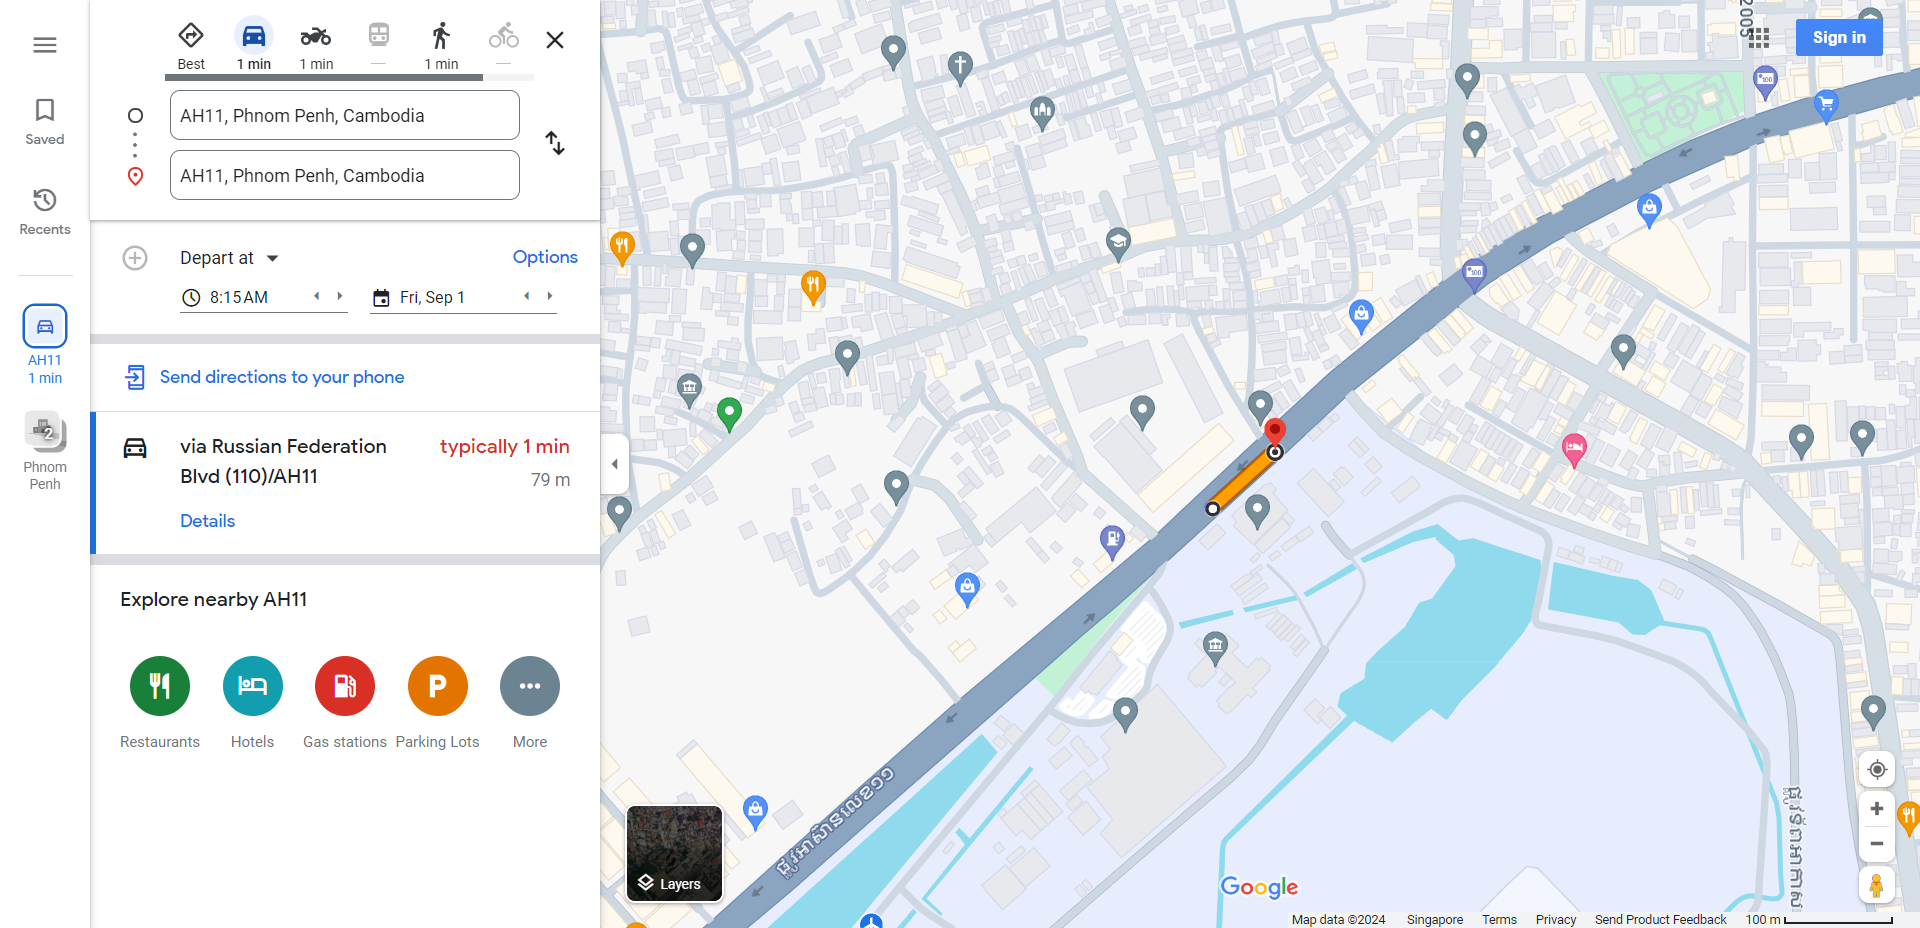 Best
1 min
1 min
1 min
Sign in
Saved
Recents
AH11
1 min
2
Phnom
Penh
AH11, Phnom Penh, Cambodia
AH11, Phnom Penh, Cambodia
Depart at
Options
8:15 AM
Fri, Sep 1
Send directions to your phone
via Russian Federation
Blvd (110)/AH11
typically 1 min
79 m
Details
Explore nearby AH11
P
Restaurants
Hotels
Gas stations
Parking Lots
More
2005
100
100
Layers
Google
Map data ©2024
Singapore
Terms
Privacy
Send Product Feedback
100 m